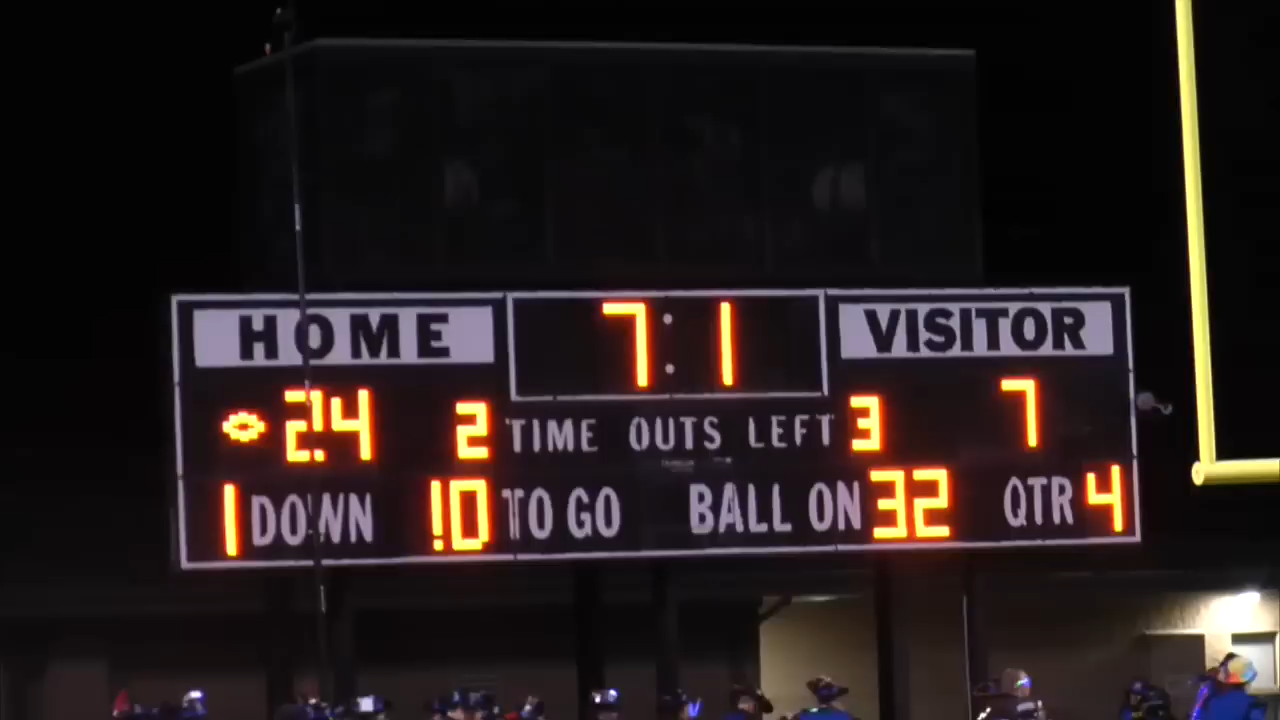 HOME 7:1 VISITOR
24 2 TIME OUTS LEFT 3 7
1 DOWN 10 TO GO BALL ON 32 QTR 4